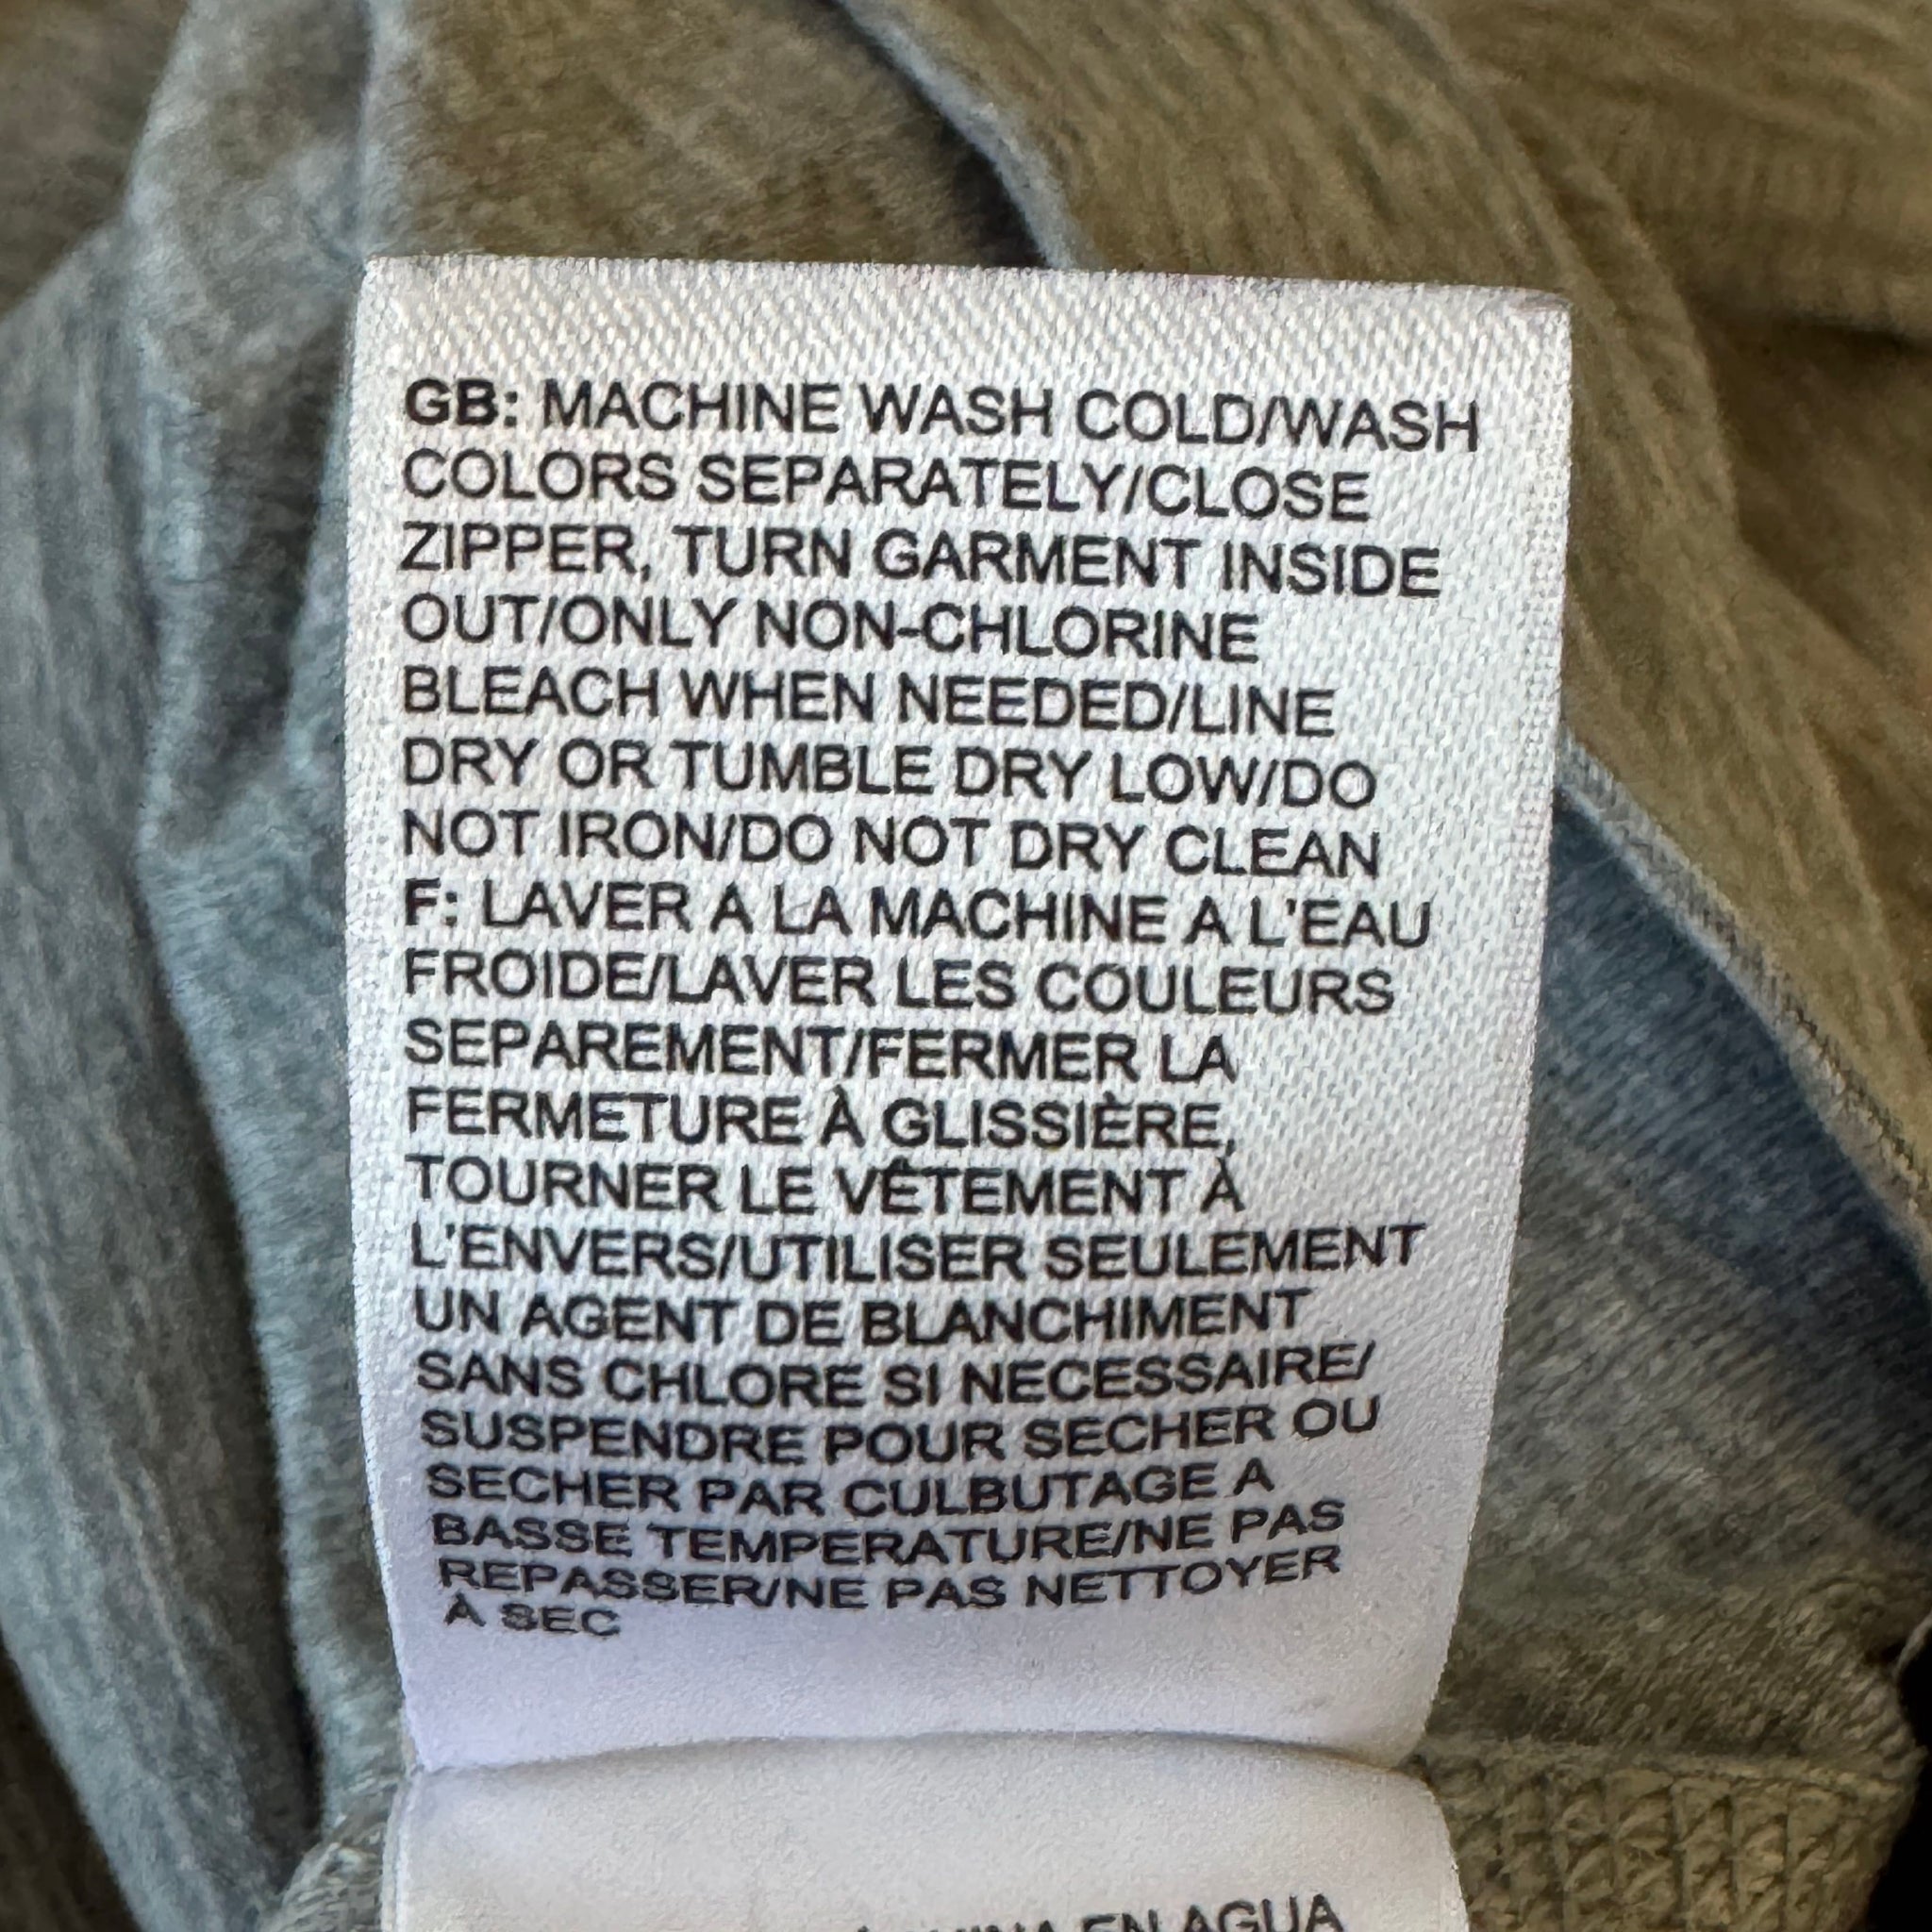 GB: MACHINE WASH COLD/WASH
COLORS SEPARATELY/CLOSE
ZIPPER, TURN GARMENT INSIDE
OUT/ONLY NON-CHLORINE
BLEACH WHEN NEEDED/LINE
DRY OR TUMBLE DRY LOW/DO
NOT IRON/DO NOT DRY CLEAN
F: LAVER A LA MACHINE A L'EAU
FROIDE/LAVER LES COULEURS
SEPAREMENT/FERMER LA
FERMETURE À GLISSIÈRE,
TOURNER LE VÊTEMENT À
L'ENVERS/UTILISER SEULEMENT
UN AGENT DE BLANCHIMENT
SANS CHLORE SI NECESSAIRE/
SUSPENDRE POUR SECHER OU
SECHER PAR CULBUTAGE A
BASSE TEMPERATURE/NE PAS
REPASSER/NE PAS NETTOYER
À SEC
EN AGUA